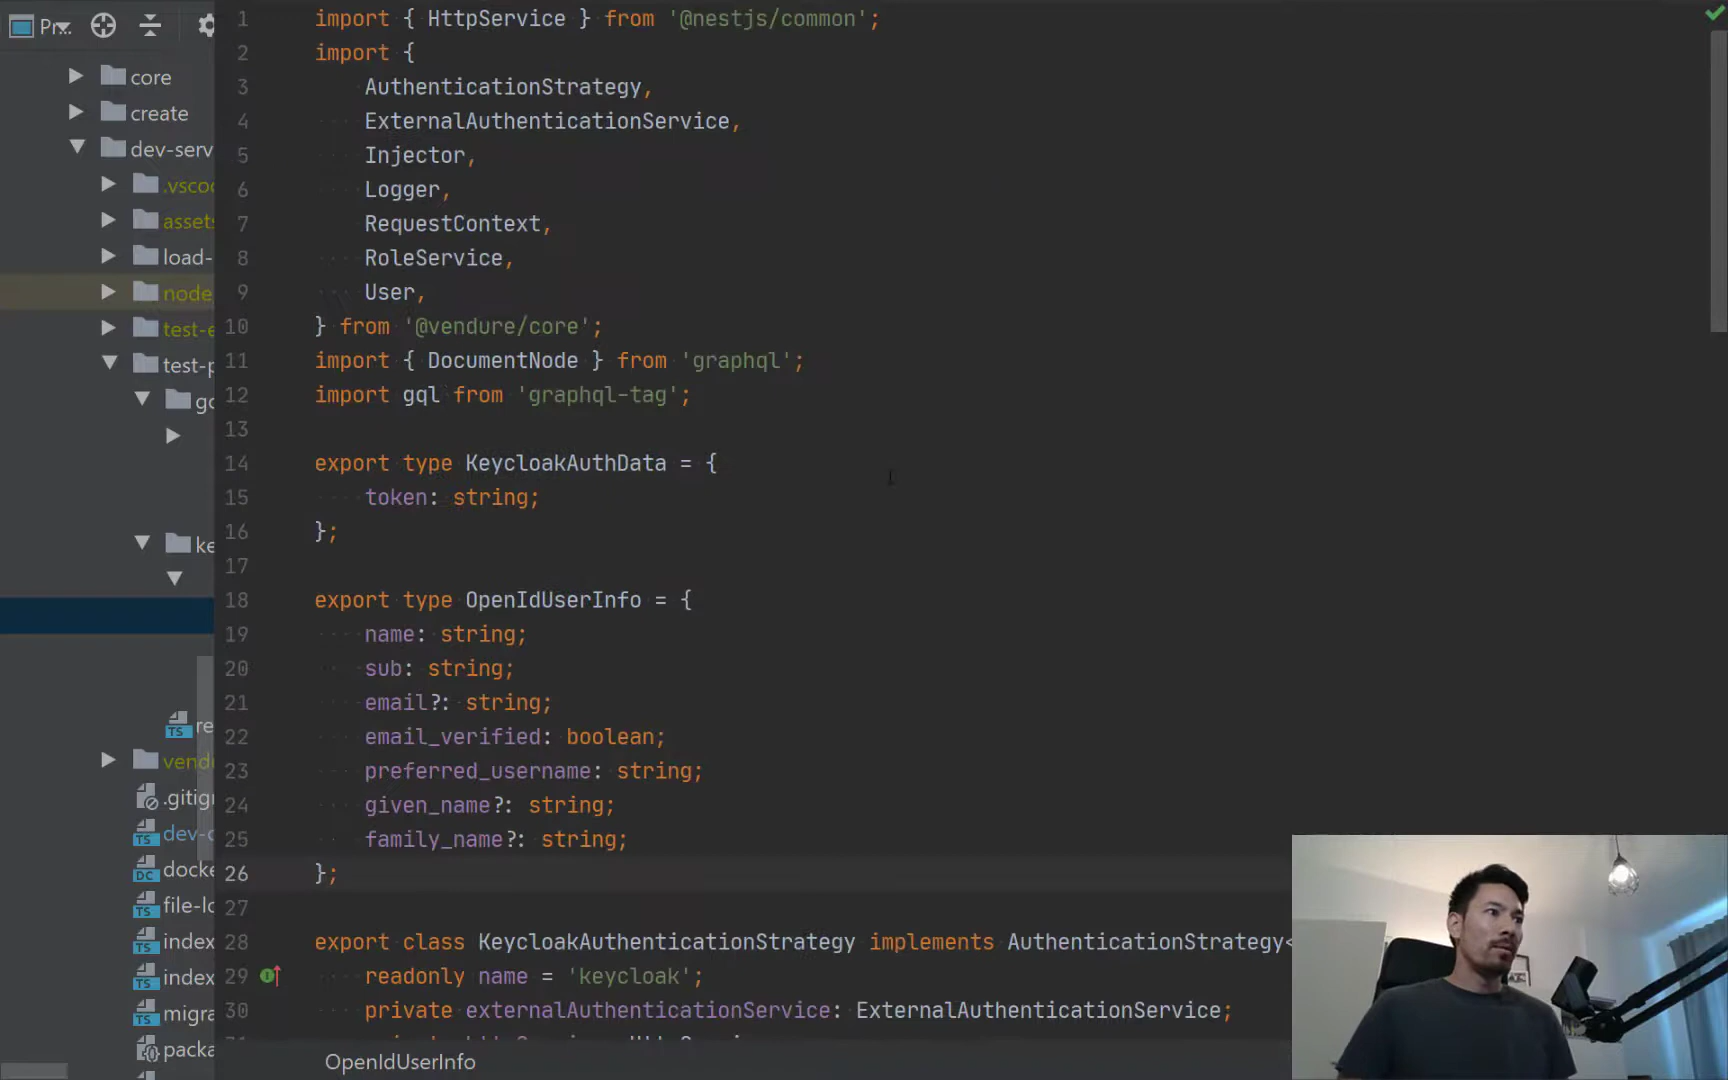 Pr...
core
create
dev-serv
.vscod
assets
load-
node
test-e
test-p
go
ke
re
vend
.gitign
dev-c
docke
file-lo
index
index
migra
packa
1 import { HttpService } from '@nestjs/common';
2 import {
3 AuthenticationStrategy,
4 ExternalAuthenticationService,
5 Injector,
6 Logger,
7 RequestContext,
8 RoleService,
9 User,
10 } from '@vendure/core';
11 import { DocumentNode } from 'graphql';
12 import gql from 'graphql-tag';
13
14 export type KeycloakAuthData = {
15 token: string;
16 };
17
18 export type OpenIdUserInfo = {
19 name: string;
20 sub: string;
21 email?: string;
22 email_verified: boolean;
23 preferred_username: string;
24 given_name?: string;
25 family_name?: string;
26 };
27
28 export class KeycloakAuthenticationStrategy implements AuthenticationStrategy<
29 readonly name = 'keycloak';
30 private externalAuthenticationService: ExternalAuthenticationService;
OpenIdUserInfo